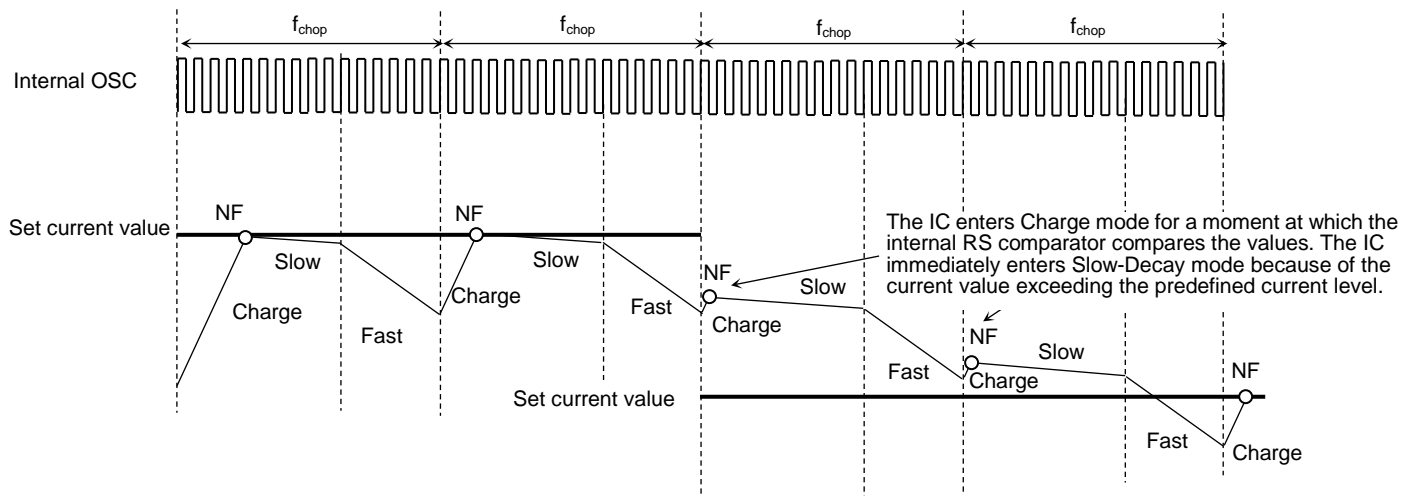 fchop
fchop
fchop
fchop
Internal OSC
NF
NF
Set current value
The IC enters Charge mode for a moment at which the
internal RS comparator compares the values. The IC
immediately enters Slow-Decay mode because of the
current value exceeding the predefined current level.
Slow
Slow
NF
Slow
Charge
Charge
Fast
Fast
Charge
NF
Slow
Fast
Charge
NF
Set current value
Fast
Charge